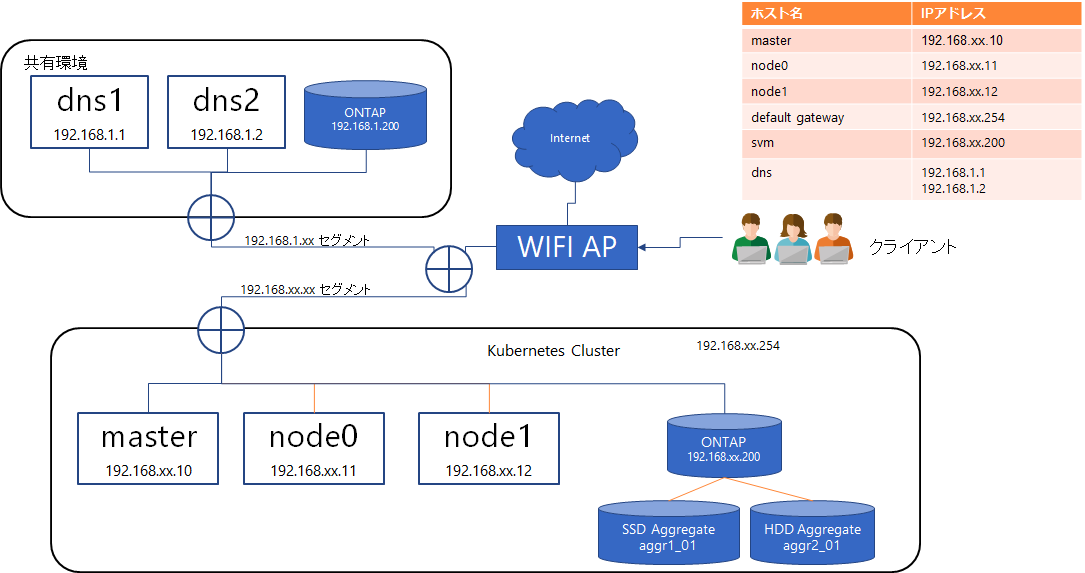 ホスト名 IPアドレス
master 192.168.xx.10
node0 192.168.xx.11
node1 192.168.xx.12
default gateway 192.168.xx.254
svm 192.168.xx.200
dns 192.168.1.1
192.168.1.2
共有環境
dns1
192.168.1.1
dns2
192.168.1.2
ONTAP
192.168.1.200
Internet
WIFI AP
クライアント
192.168.1.xx セグメント
192.168.xx.xx セグメント
Kubernetes Cluster
192.168.xx.254
master
192.168.xx.10
node0
192.168.xx.11
node1
192.168.xx.12
ONTAP
192.168.xx.200
SSD Aggregate
aggr1_01
HDD Aggregate
aggr2_01